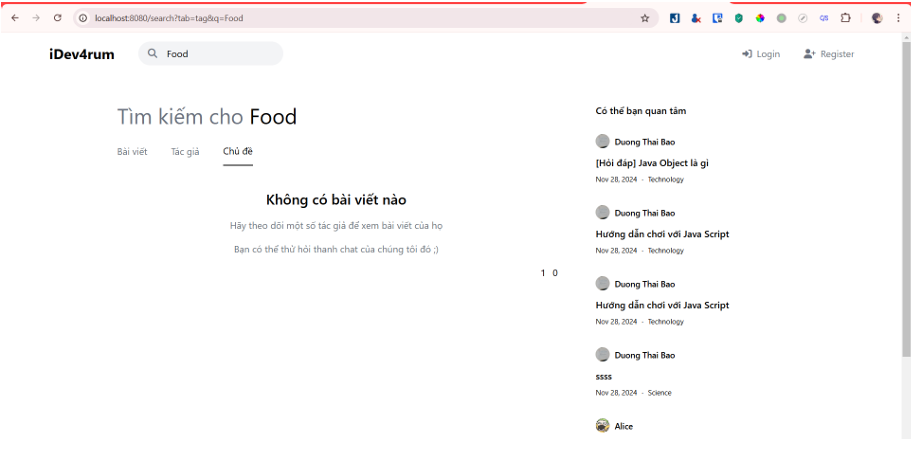 localhost:8080/search?tab=tag&q=Food
iDev4rum
Food
Login
Register
Tìm kiếm cho Food
Bài viết
Tác giả
Chủ đề
Không có bài viết nào
Hãy theo dõi một số tác giả để xem bài viết của họ
Bạn có thể thử hỏi thanh chat của chúng tôi đó ;)
1 0
Có thể bạn quan tâm
Duong Thai Bao
[Hỏi đáp] Java Object là gì
Nov 28, 2024 - Technology
Duong Thai Bao
Hướng dẫn chơi với Java Script
Nov 28, 2024 - Technology
Duong Thai Bao
Hướng dẫn chơi với Java Script
Nov 28, 2024 - Technology
Duong Thai Bao
ssss
Nov 28, 2024 - Science
Alice